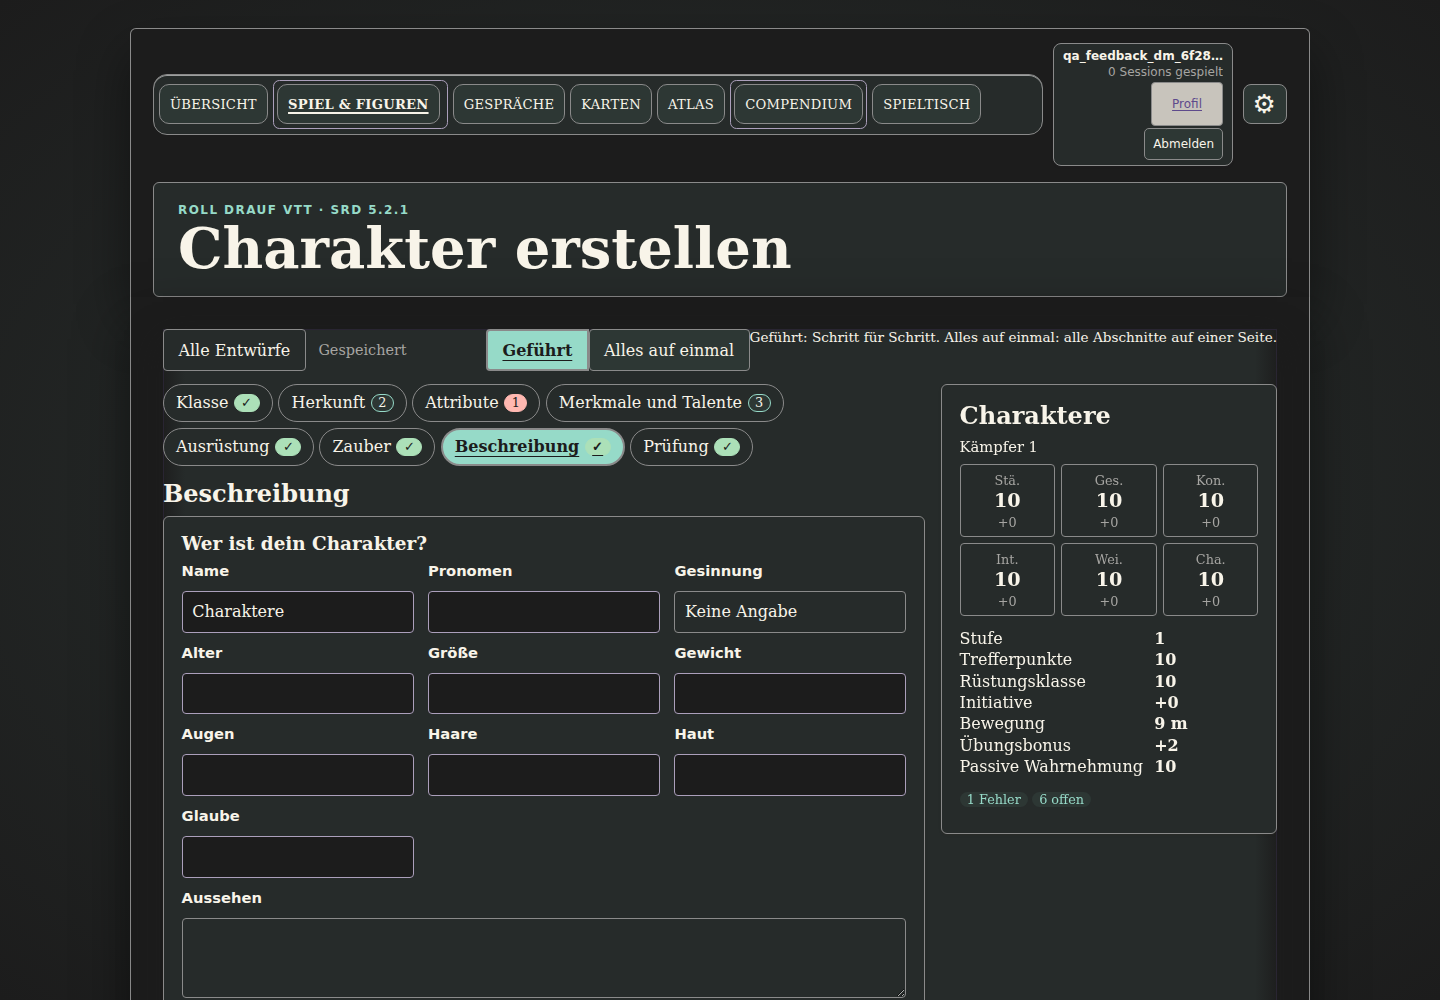 qa_feedback_dm_6f28…
0 Sessions gespielt
ÜBERSICHT SPIEL & FIGUREN GESPRÄCHE KARTEN ATLAS COMPENDIUM SPIELTISCH
Profil
Abmelden
ROLL DRAUF VTT · SRD 5.2.1
Charakter erstellen
Alle Entwürfe Gespeichert Geführt Alles auf einmal Geführt: Schritt für Schritt. Alles auf einmal: alle Abschnitte auf einer Seite.
Klasse ✓ Herkunft 2 Attribute 1 Merkmale und Talente 3
Ausrüstung ✓ Zauber ✓ Beschreibung ✓ Prüfung ✓
Beschreibung
Wer ist dein Charakter?
Name Pronomen Gesinnung
Charaktere Keine Angabe
Alter Größe Gewicht
Augen Haare Haut
Glaube
Aussehen
Charaktere
Kämpfer 1
Stä. Ges. Kon.
10 10 10
+0 +0 +0
Int. Wei. Cha.
10 10 10
+0 +0 +0
Stufe 1
Trefferpunkte 10
Rüstungsklasse 10
Initiative +0
Bewegung 9 m
Übungsbonus +2
Passive Wahrnehmung 10
1 Fehler 6 offen